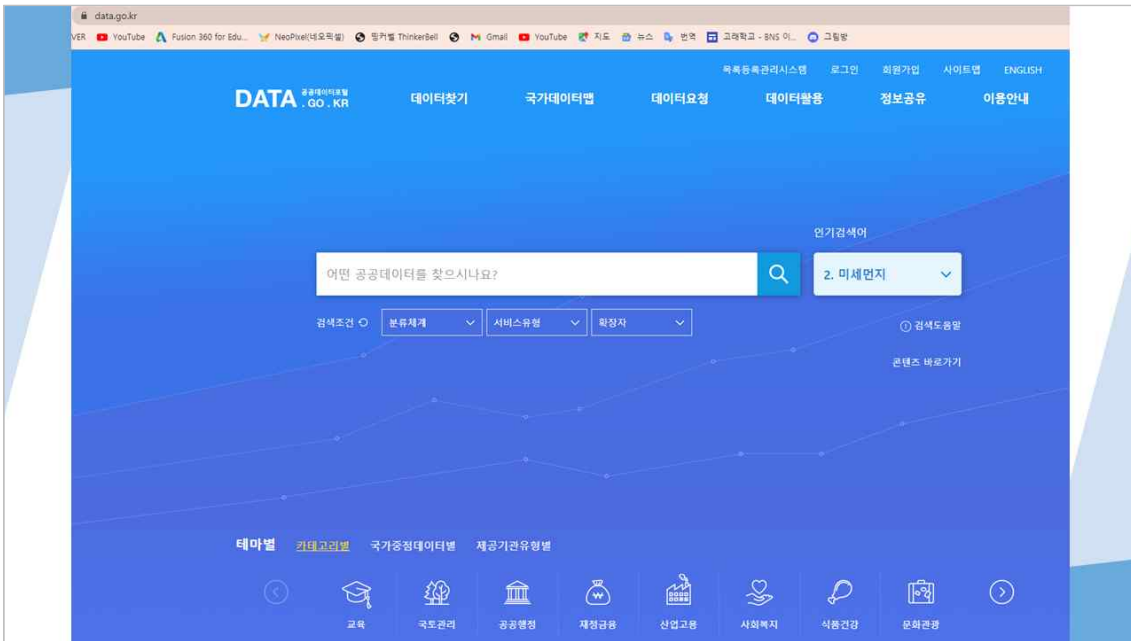 data.go.kr
VER YouTube Fusion 360 for Edu... NeoPixel(네오픽셀) 띵커벨 ThinkerBell Gmail YouTube 지도 뉴스 번역 고래학교 - BNS 이... 그림방
목록등록관리시스템 로그인 회원가입 사이트맵 ENGLISH
DATA 공공데이터포털 .GO.KR 데이터찾기 국가데이터맵 데이터요청 데이터활용 정보공유 이용안내
인기검색어
어떤 공공데이터를 찾으시나요? 2. 미세먼지
검색조건 분류체계 서비스유형 확장자 검색도움말
콘텐츠 바로가기
테마별 카테고리별 국가중점데이터별 제공기관유형별
교육 국토관리 공공행정 재정금융 산업고용 사회복지 식품건강 문화관광